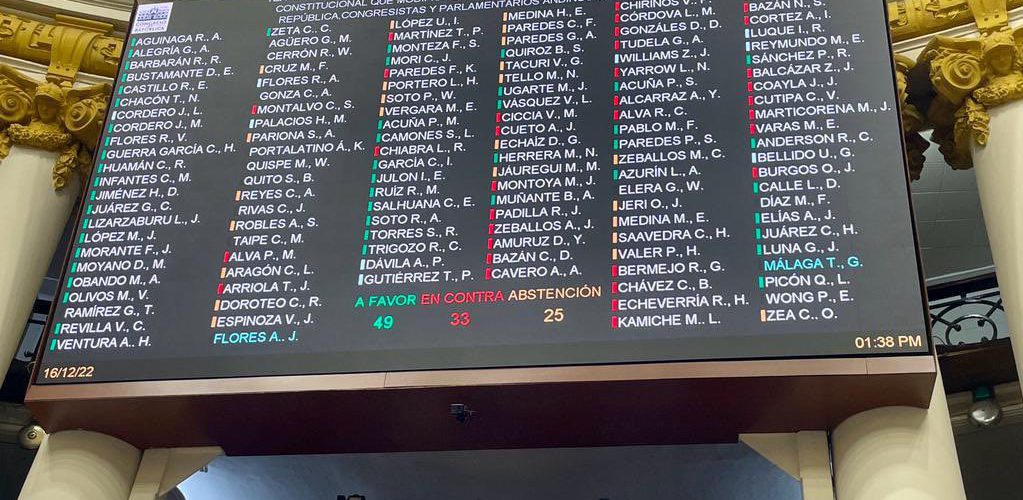 CONSTITUCIONAL QUE
REPÚBLICA, CONGRESISTAS Y PARLAMENTARIOS ANDINOS
CONGRESO
REPÚBLICA
AGUINAGA R., A.
ALEGRÍA G., A.
BARBARÁN R., R.
BUSTAMANTE D., E.
CASTILLO R., E.
CHACÓN T., N.
CORDERO J., L.
CORDERO J., M.
FLORES R., V.
GUERRA GARCÍA C., H.
HUAMÁN C., R.
INFANTES C., M.
JIMÉNEZ H., D.
JUÁREZ G., C.
LIZARZABURU L., J.
LÓPEZ M., J.
MORANTE F., J.
MOYANO D., M.
OBANDO M., A.
OLIVOS M., V.
RAMÍREZ G., T.
REVILLA V., C.
VENTURA A., H.
ZETA C., C.
AGÜERO G., M.
CERRÓN R., W.
CRUZ M., F.
FLORES R., A.
GONZA C., A.
MONTALVO C., S.
PALACIOS H., M.
PARIONA S., A.
PORTALATINO Á., K.
QUISPE M., W.
QUITO S., B.
REYES C., A.
RIVAS C., J.
ROBLES A., S.
TAIPE C., M.
ALVA P., M.
ARAGÓN C., L.
ARRIOLA T., J.
DOROTEO C., R.
ESPINOZA V., J.
FLORES A., J.
LÓPEZ U., I.
MARTÍNEZ T., P.
MONTEZA F., S.
MORI C., J.
PAREDES F., K.
PORTERO L., H.
SOTO P., W.
VERGARA M., E.
ACUÑA P., M.
CAMONES S., L.
CHIABRA L., R.
GARCÍA C., I.
JULON I., E.
RUÍZ R., M.
SALHUANA C., E.
SOTO R., A.
TORRES S., R.
TRIGOZO R., C.
DÁVILA A., P.
GUTIÉRREZ T., P.
MEDINA H., E.
PAREDES C., F.
PAREDES G., A.
QUIROZ B., S.
TACURI V., G.
TELLO M., N.
UGARTE M., J.
VÁSQUEZ V., L.
CICCIA V., M.
CUETO A., J.
ECHAÍZ D., G.
HERRERA M., N.
JÁUREGUI M., M.
MONTOYA M., J.
MUÑANTE B., A.
PADILLA R., J.
ZEBALLOS A., J.
AMURUZ D., Y.
BAZÁN C., D.
CAVERO A., A.
A FAVOR EN CONTRA ABSTENCIÓN
49 33 25
CHIRINOS V., P.
CÓRDOVA L., M.
GONZÁLES D., D.
TUDELA G., A.
WILLIAMS Z., J.
YARROW L., N.
ACUÑA P., S.
ALCARRAZ A., Y.
ALVA R., C.
PABLO M., F.
PAREDES P., S.
ZEBALLOS M., C.
AZURÍN L., A.
ELERA G., W.
JERI O., J.
MEDINA M., E.
SAAVEDRA C., H.
VALER P., H.
BERMEJO R., G.
CHÁVEZ C., B.
ECHEVERRÍA R., H.
KAMICHE M., L.
BAZÁN N., S.
CORTEZ A., I.
LUQUE I., R.
REYMUNDO M., E.
SÁNCHEZ P., R.
BALCÁZAR Z., J.
COAYLA J., J.
CUTIPA C., V.
MARTICORENA M., J.
VARAS M., E.
ANDERSON R., C.
BELLIDO U., G.
BURGOS O., J.
CALLE L., D.
DÍAZ M., F.
ELÍAS A., J.
JUÁREZ C., H.
LUNA G., J.
MÁLAGA T., G.
PICÓN Q., L.
WONG P., E.
ZEA C., O.
16/12/22
01:38 PM